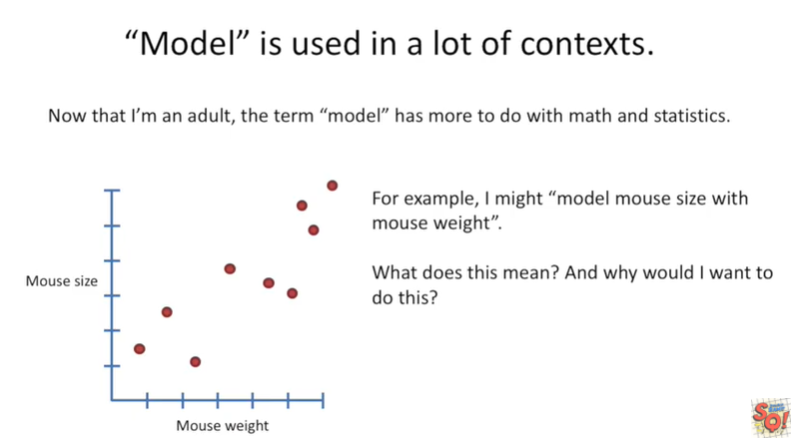 “Model” is used in a lot of contexts.
Now that I’m an adult, the term “model” has more to do with math and statistics.
For example, I might “model mouse size with
mouse weight”.
What does this mean? And why would I want to
do this?
Mouse size
Mouse weight
SQ!